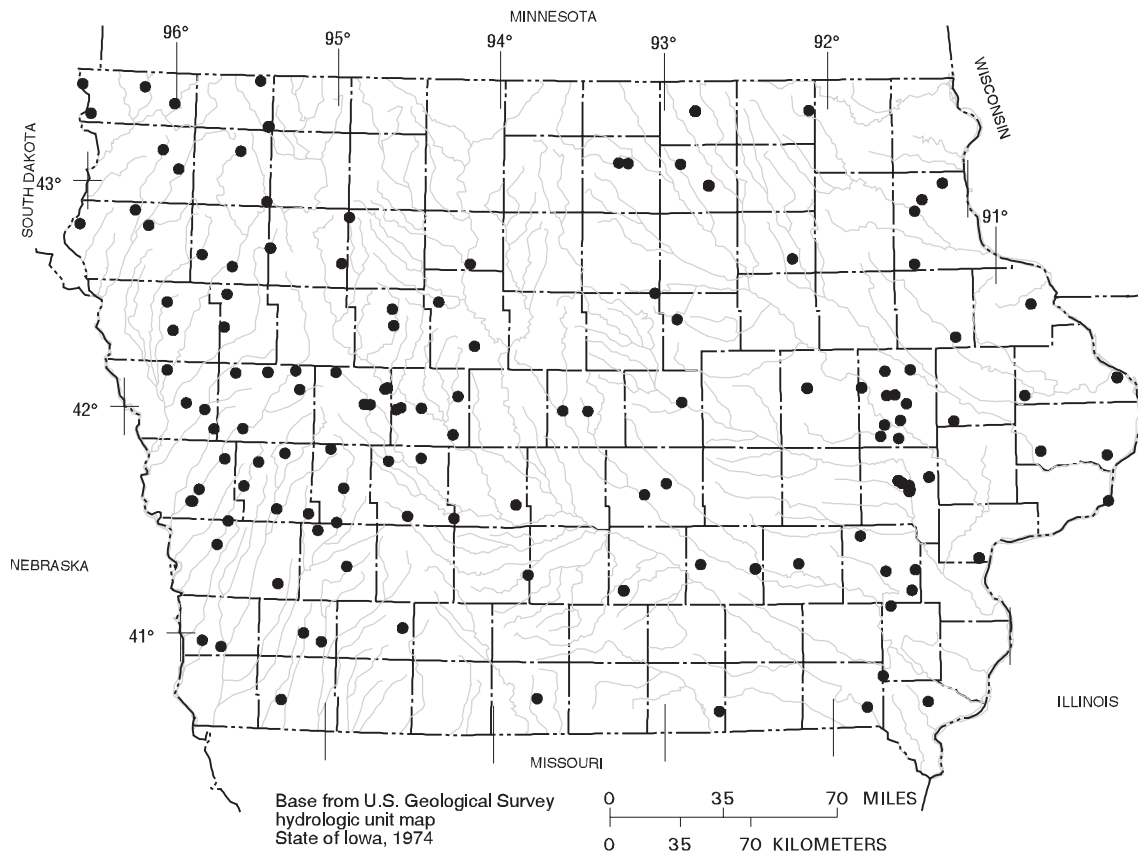 MINNESOTA
96°
95°
94°
93°
92°
WISCONSIN
SOUTH DAKOTA
43°
91°
42°
NEBRASKA
41°
ILLINOIS
MISSOURI
Base from U.S. Geological Survey
hydrologic unit map
State of Iowa, 1974
0 35 70 MILES
0 35 70 KILOMETERS